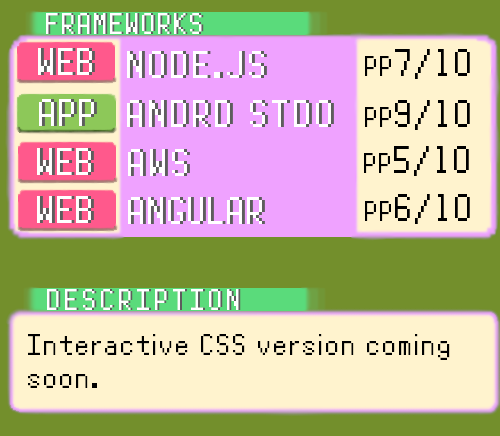 FRAMEWORKS
WEB NODE.JS PP7/10
APP ANDRD STDO PP9/10
WEB AWS PP5/10
WEB ANGULAR PP6/10
DESCRIPTION
Interactive CSS version coming
soon.